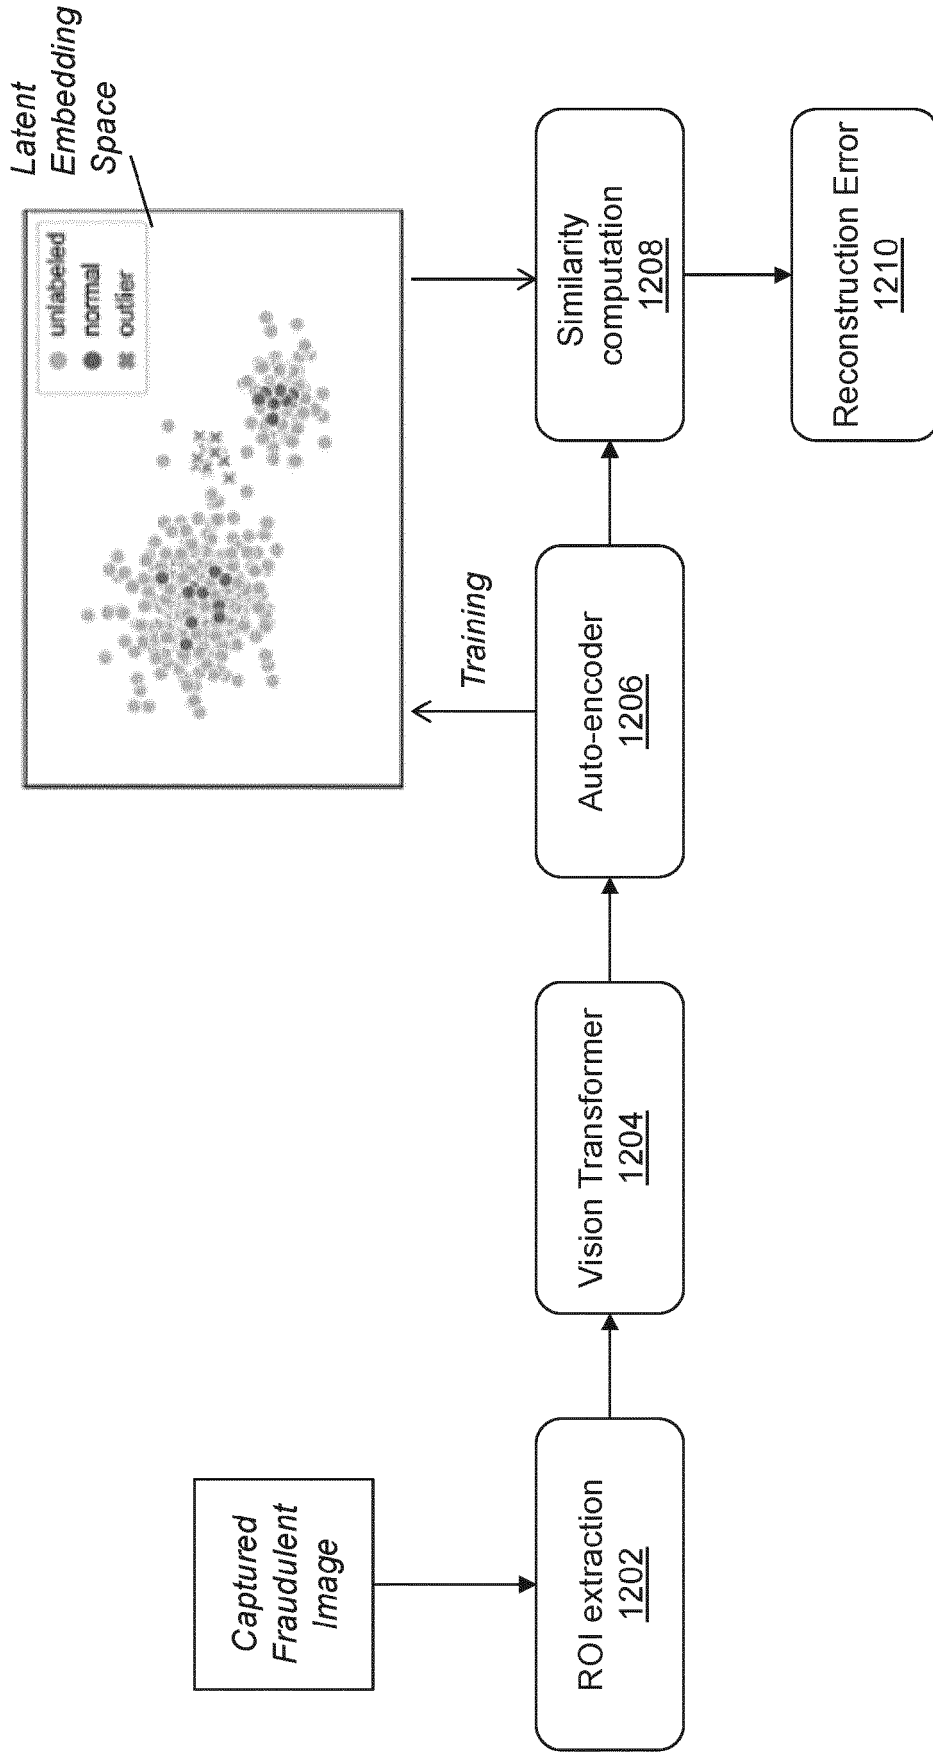 Latent
Embedding
Space
unlabeled
normal
outlier
Training
Captured
Fraudulent
Image
ROI extraction
1202
Vision Transformer
1204
Auto-encoder
1206
Similarity
computation
1208
Reconstruction Error
1210